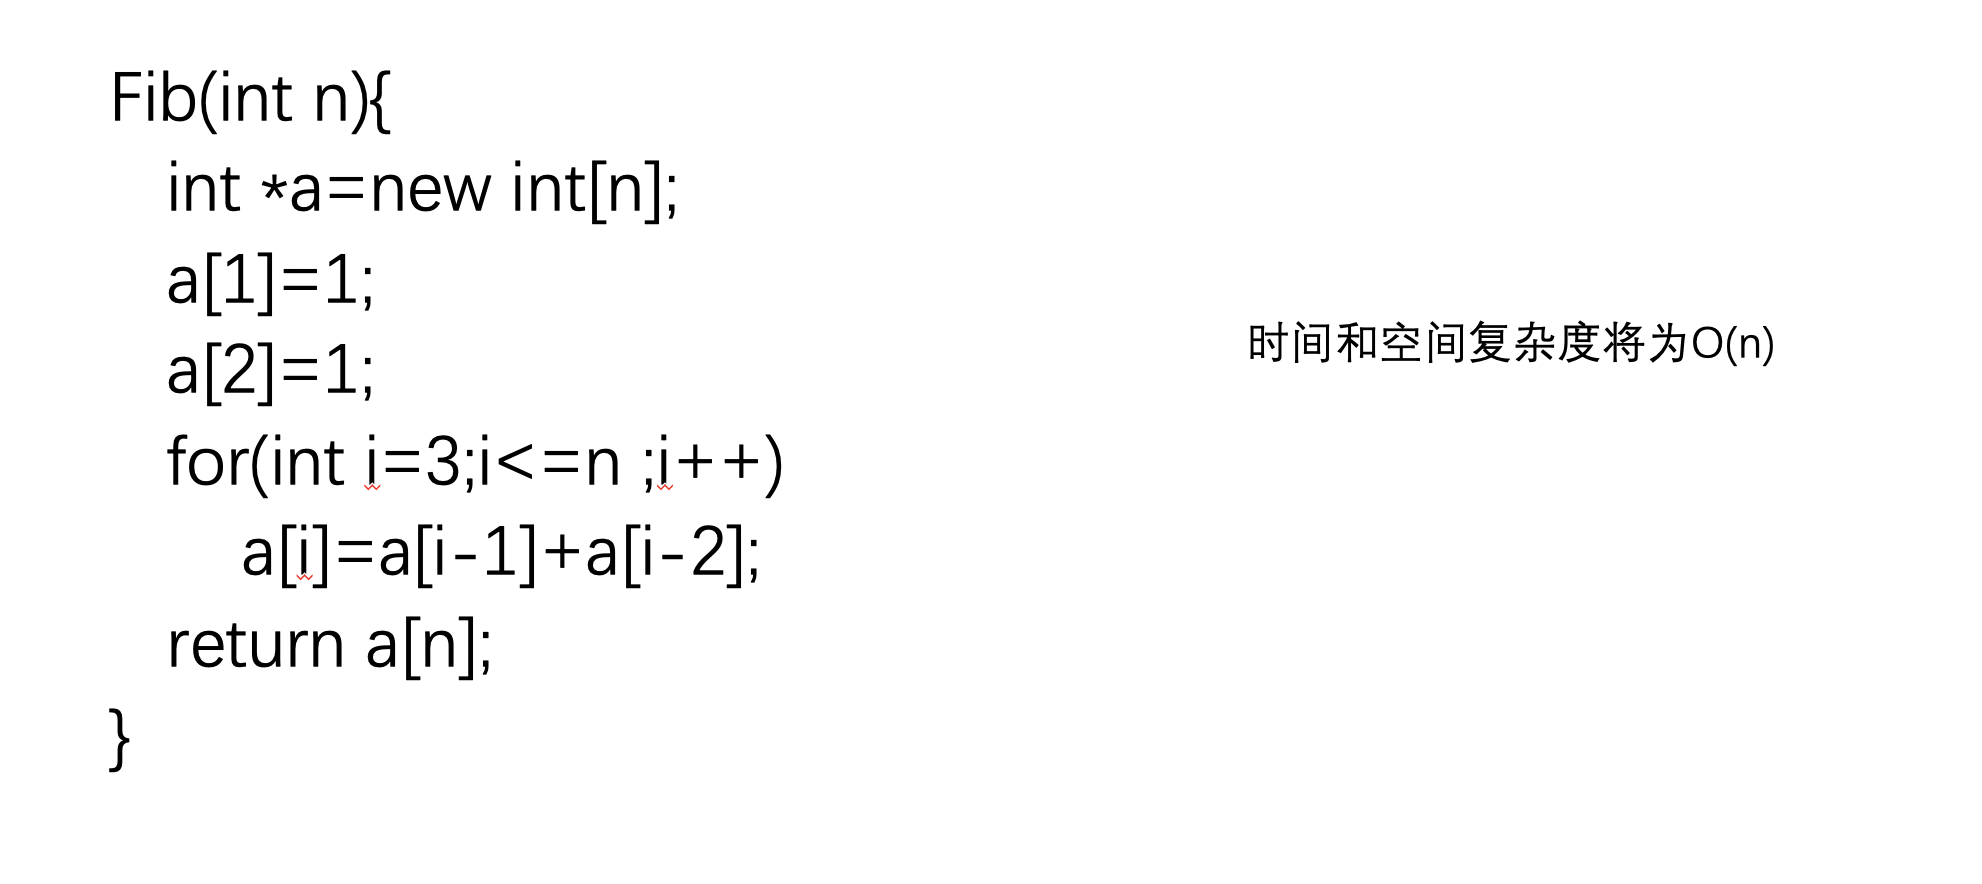 Fib(int n){
int *a=new int[n];
a[1]=1;
a[2]=1;
时间和空间复杂度将为O(n)
for(int i=3;i<=n ;i++)
a[i]=a[i-1]+a[i-2];
return a[n];
}